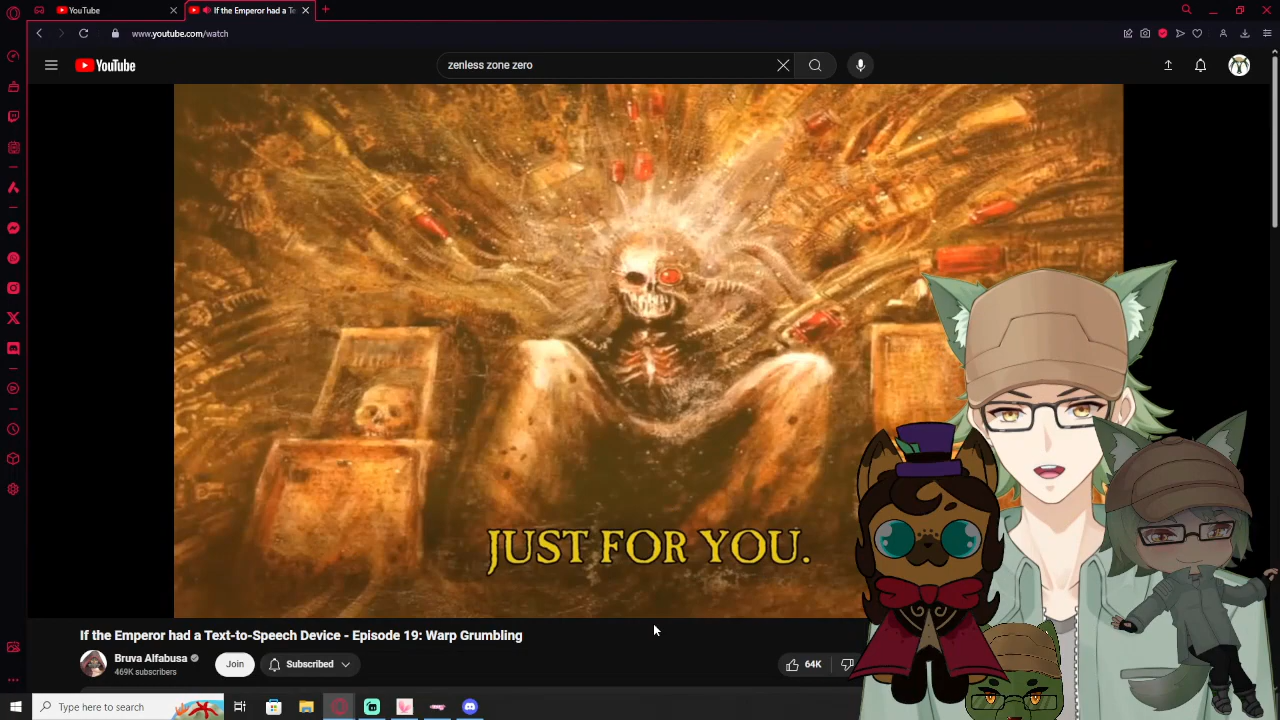 YouTube
If the Emperor had a Te
www.youtube.com/watch
YouTube
zenless zone zero
JUST FOR YOU.
If the Emperor had a Text-to-Speech Device - Episode 19: Warp Grumbling
Bruva Alfabusa
469K subscribers
Join
Subscribed
64K
Type here to search